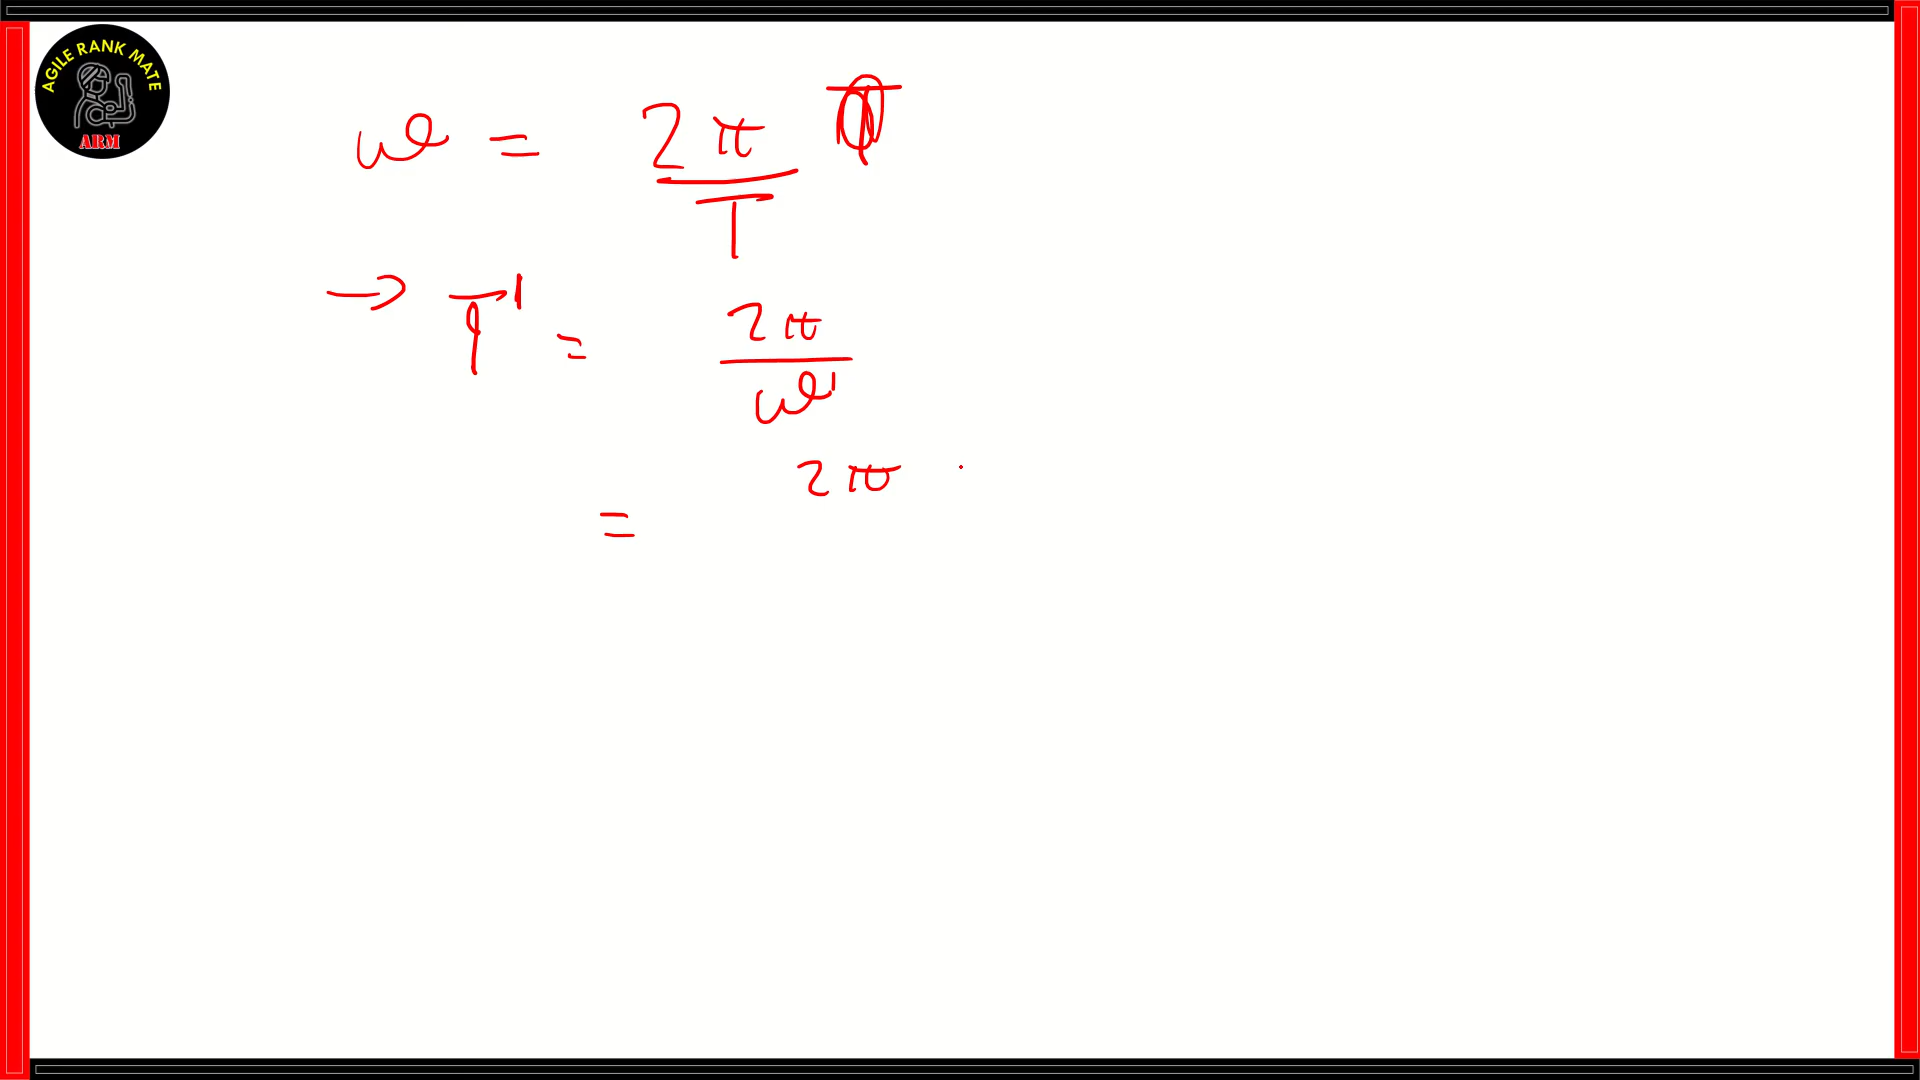 AGILE RANK MATE
ARM
ω = 2π
T
→ T' = 2π
ω'
= 2π